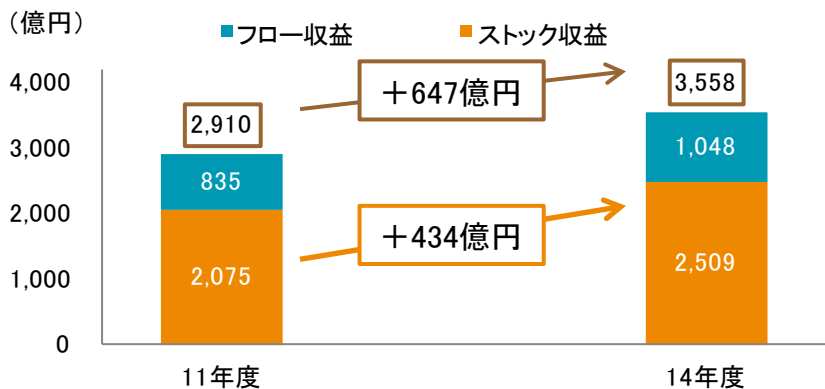 （億円）
■フロー収益 ■ストック収益
4,000
3,000
2,000
1,000
0
2,910
835
2,075
＋647億円
＋434億円
3,558
1,048
2,509
11年度 14年度